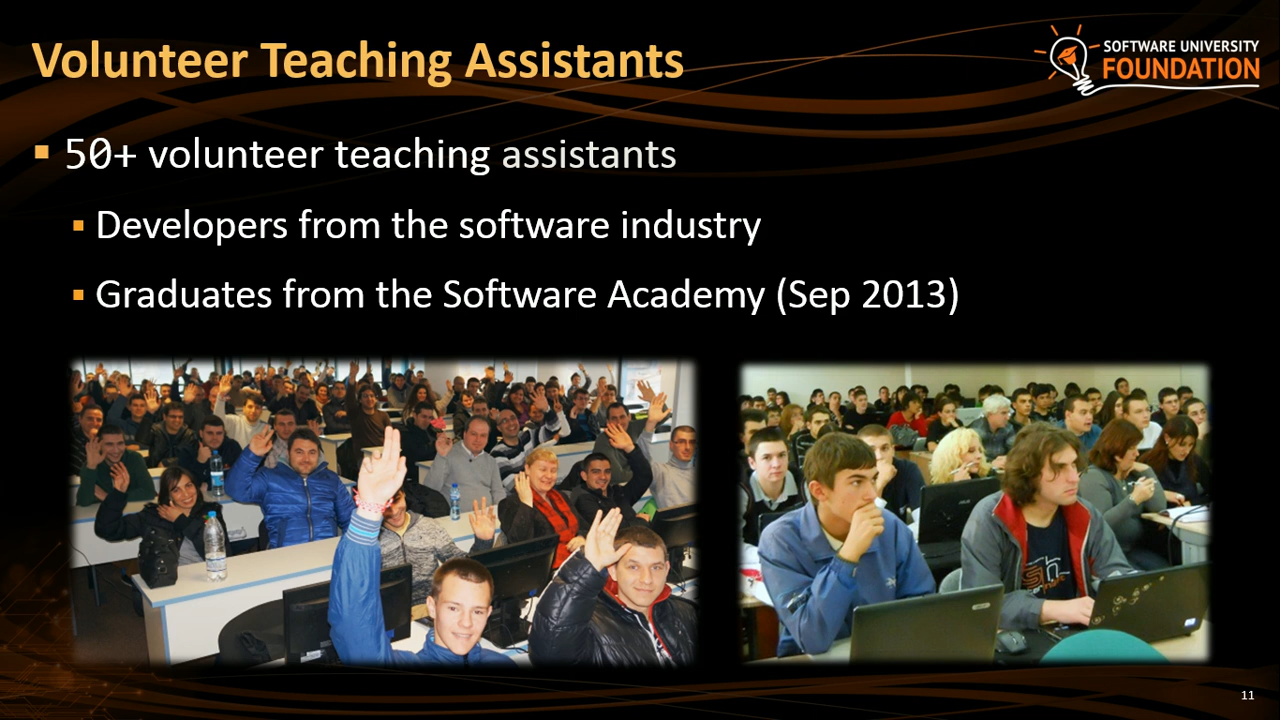 Volunteer Teaching Assistants
SOFTWARE UNIVERSITY
FOUNDATION
50+ volunteer teaching assistants
Developers from the software industry
Graduates from the Software Academy (Sep 2013)
11